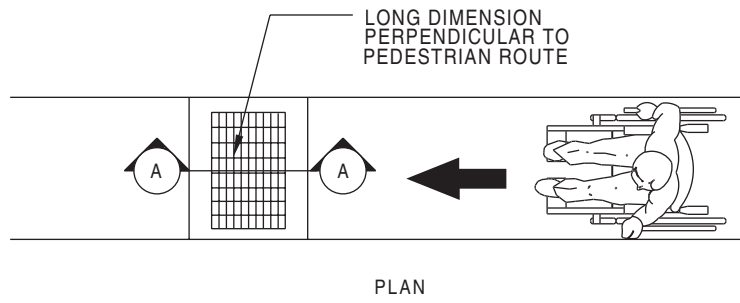 LONG DIMENSION
PERPENDICULAR TO
PEDESTRIAN ROUTE
A
A
PLAN